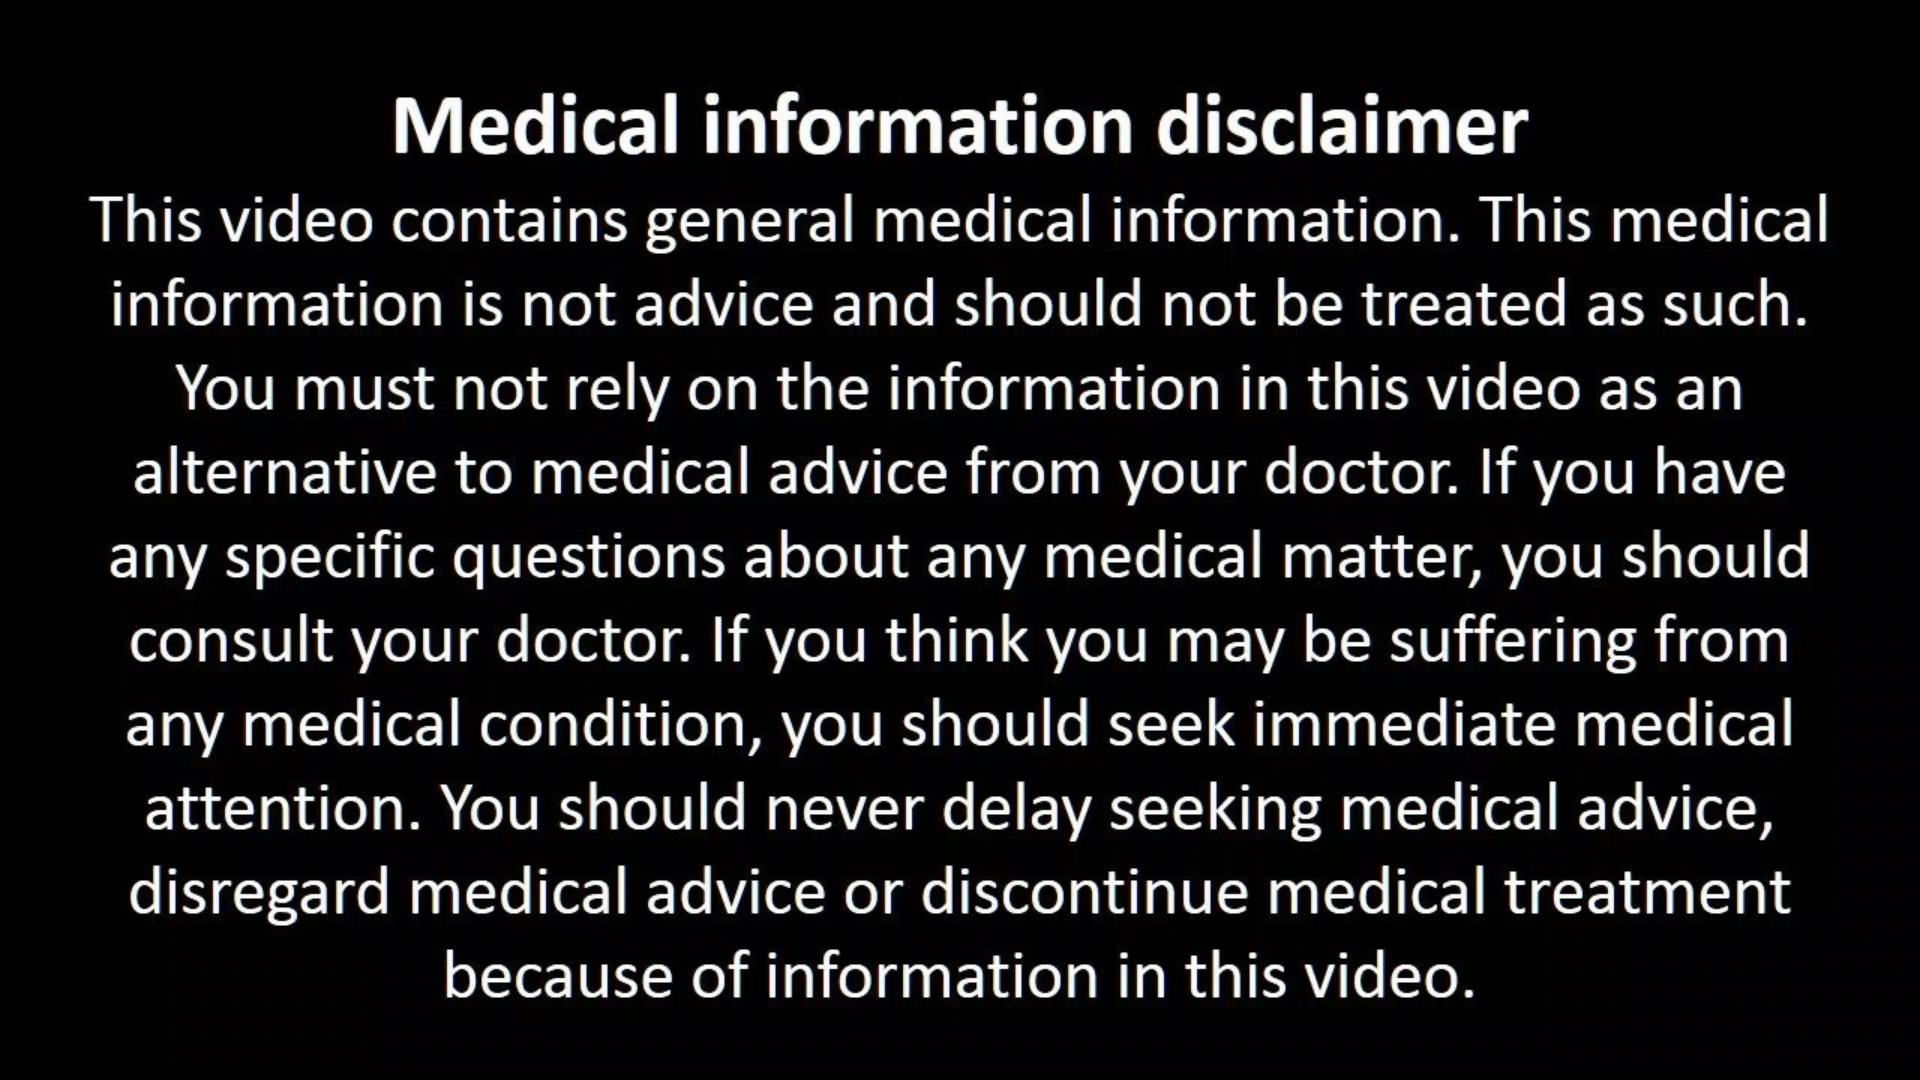 Medical information disclaimer
This video contains general medical information. This medical
information is not advice and should not be treated as such.
You must not rely on the information in this video as an
alternative to medical advice from your doctor. If you have
any specific questions about any medical matter, you should
consult your doctor. If you think you may be suffering from
any medical condition, you should seek immediate medical
attention. You should never delay seeking medical advice,
disregard medical advice or discontinue medical treatment
because of information in this video.